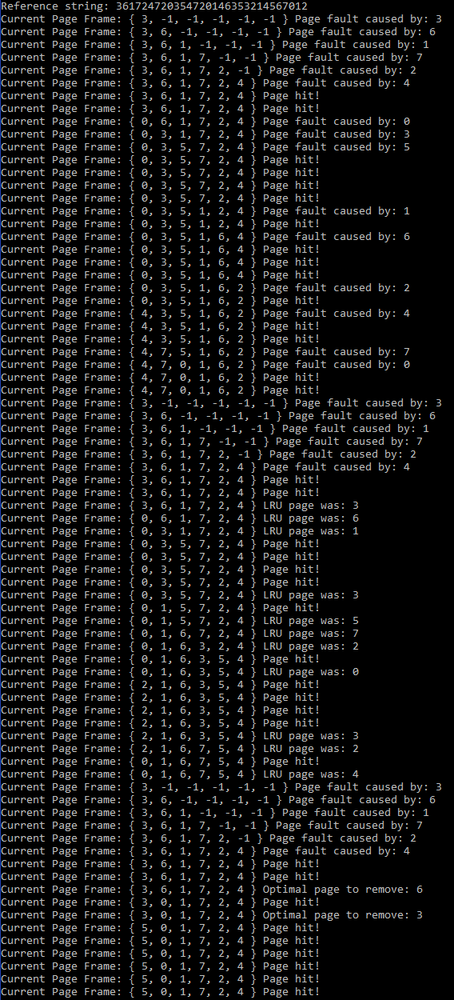 Reference string: 361724720354720146353214567012
Current Page Frame: { 3, -1, -1, -1, -1, -1 } Page fault caused by: 3
Current Page Frame: { 3, 6, -1, -1, -1, -1 } Page fault caused by: 6
Current Page Frame: { 3, 6, 1, -1, -1, -1 } Page fault caused by: 1
Current Page Frame: { 3, 6, 1, 7, -1, -1 } Page fault caused by: 7
Current Page Frame: { 3, 6, 1, 7, 2, -1 } Page fault caused by: 2
Current Page Frame: { 3, 6, 1, 7, 2, 4 } Page fault caused by: 4
Current Page Frame: { 3, 6, 1, 7, 2, 4 } Page hit!
Current Page Frame: { 3, 6, 1, 7, 2, 4 } Page hit!
Current Page Frame: { 0, 6, 1, 7, 2, 4 } Page fault caused by: 0
Current Page Frame: { 0, 3, 1, 7, 2, 4 } Page fault caused by: 3
Current Page Frame: { 0, 3, 5, 7, 2, 4 } Page fault caused by: 5
Current Page Frame: { 0, 3, 5, 7, 2, 4 } Page hit!
Current Page Frame: { 0, 3, 5, 7, 2, 4 } Page hit!
Current Page Frame: { 0, 3, 5, 7, 2, 4 } Page hit!
Current Page Frame: { 0, 3, 5, 7, 2, 4 } Page hit!
Current Page Frame: { 0, 3, 5, 1, 2, 4 } Page fault caused by: 1
Current Page Frame: { 0, 3, 5, 1, 2, 4 } Page hit!
Current Page Frame: { 0, 3, 5, 1, 6, 4 } Page fault caused by: 6
Current Page Frame: { 0, 3, 5, 1, 6, 4 } Page hit!
Current Page Frame: { 0, 3, 5, 1, 6, 4 } Page hit!
Current Page Frame: { 0, 3, 5, 1, 6, 4 } Page hit!
Current Page Frame: { 0, 3, 5, 1, 6, 2 } Page fault caused by: 2
Current Page Frame: { 0, 3, 5, 1, 6, 2 } Page hit!
Current Page Frame: { 4, 3, 5, 1, 6, 2 } Page fault caused by: 4
Current Page Frame: { 4, 3, 5, 1, 6, 2 } Page hit!
Current Page Frame: { 4, 3, 5, 1, 6, 2 } Page hit!
Current Page Frame: { 4, 7, 5, 1, 6, 2 } Page fault caused by: 7
Current Page Frame: { 4, 7, 0, 1, 6, 2 } Page fault caused by: 0
Current Page Frame: { 4, 7, 0, 1, 6, 2 } Page hit!
Current Page Frame: { 4, 7, 0, 1, 6, 2 } Page hit!
Current Page Frame: { 3, -1, -1, -1, -1, -1 } Page fault caused by: 3
Current Page Frame: { 3, 6, -1, -1, -1, -1 } Page fault caused by: 6
Current Page Frame: { 3, 6, 1, -1, -1, -1 } Page fault caused by: 1
Current Page Frame: { 3, 6, 1, 7, -1, -1 } Page fault caused by: 7
Current Page Frame: { 3, 6, 1, 7, 2, -1 } Page fault caused by: 2
Current Page Frame: { 3, 6, 1, 7, 2, 4 } Page fault caused by: 4
Current Page Frame: { 3, 6, 1, 7, 2, 4 } Page hit!
Current Page Frame: { 3, 6, 1, 7, 2, 4 } Page hit!
Current Page Frame: { 3, 6, 1, 7, 2, 4 } LRU page was: 3
Current Page Frame: { 0, 6, 1, 7, 2, 4 } LRU page was: 6
Current Page Frame: { 0, 3, 1, 7, 2, 4 } LRU page was: 1
Current Page Frame: { 0, 3, 5, 7, 2, 4 } Page hit!
Current Page Frame: { 0, 3, 5, 7, 2, 4 } Page hit!
Current Page Frame: { 0, 3, 5, 7, 2, 4 } Page hit!
Current Page Frame: { 0, 3, 5, 7, 2, 4 } Page hit!
Current Page Frame: { 0, 3, 5, 7, 2, 4 } LRU page was: 3
Current Page Frame: { 0, 1, 5, 7, 2, 4 } Page hit!
Current Page Frame: { 0, 1, 5, 7, 2, 4 } LRU page was: 5
Current Page Frame: { 0, 1, 6, 7, 2, 4 } LRU page was: 7
Current Page Frame: { 0, 1, 6, 3, 2, 4 } LRU page was: 2
Current Page Frame: { 0, 1, 6, 3, 5, 4 } Page hit!
Current Page Frame: { 0, 1, 6, 3, 5, 4 } LRU page was: 0
Current Page Frame: { 2, 1, 6, 3, 5, 4 } Page hit!
Current Page Frame: { 2, 1, 6, 3, 5, 4 } Page hit!
Current Page Frame: { 2, 1, 6, 3, 5, 4 } Page hit!
Current Page Frame: { 2, 1, 6, 3, 5, 4 } Page hit!
Current Page Frame: { 2, 1, 6, 3, 5, 4 } LRU page was: 3
Current Page Frame: { 2, 1, 6, 7, 5, 4 } LRU page was: 2
Current Page Frame: { 0, 1, 6, 7, 5, 4 } Page hit!
Current Page Frame: { 0, 1, 6, 7, 5, 4 } LRU page was: 4
Current Page Frame: { 3, -1, -1, -1, -1, -1 } Page fault caused by: 3
Current Page Frame: { 3, 6, -1, -1, -1, -1 } Page fault caused by: 6
Current Page Frame: { 3, 6, 1, -1, -1, -1 } Page fault caused by: 1
Current Page Frame: { 3, 6, 1, 7, -1, -1 } Page fault caused by: 7
Current Page Frame: { 3, 6, 1, 7, 2, -1 } Page fault caused by: 2
Current Page Frame: { 3, 6, 1, 7, 2, 4 } Page fault caused by: 4
Current Page Frame: { 3, 6, 1, 7, 2, 4 } Page hit!
Current Page Frame: { 3, 6, 1, 7, 2, 4 } Page hit!
Current Page Frame: { 3, 6, 1, 7, 2, 4 } Optimal page to remove: 6
Current Page Frame: { 3, 0, 1, 7, 2, 4 } Page hit!
Current Page Frame: { 3, 0, 1, 7, 2, 4 } Optimal page to remove: 3
Current Page Frame: { 5, 0, 1, 7, 2, 4 } Page hit!
Current Page Frame: { 5, 0, 1, 7, 2, 4 } Page hit!
Current Page Frame: { 5, 0, 1, 7, 2, 4 } Page hit!
Current Page Frame: { 5, 0, 1, 7, 2, 4 } Page hit!
Current Page Frame: { 5, 0, 1, 7, 2, 4 } Page hit!
Current Page Frame: { 5, 0, 1, 7, 2, 4 } Page hit!